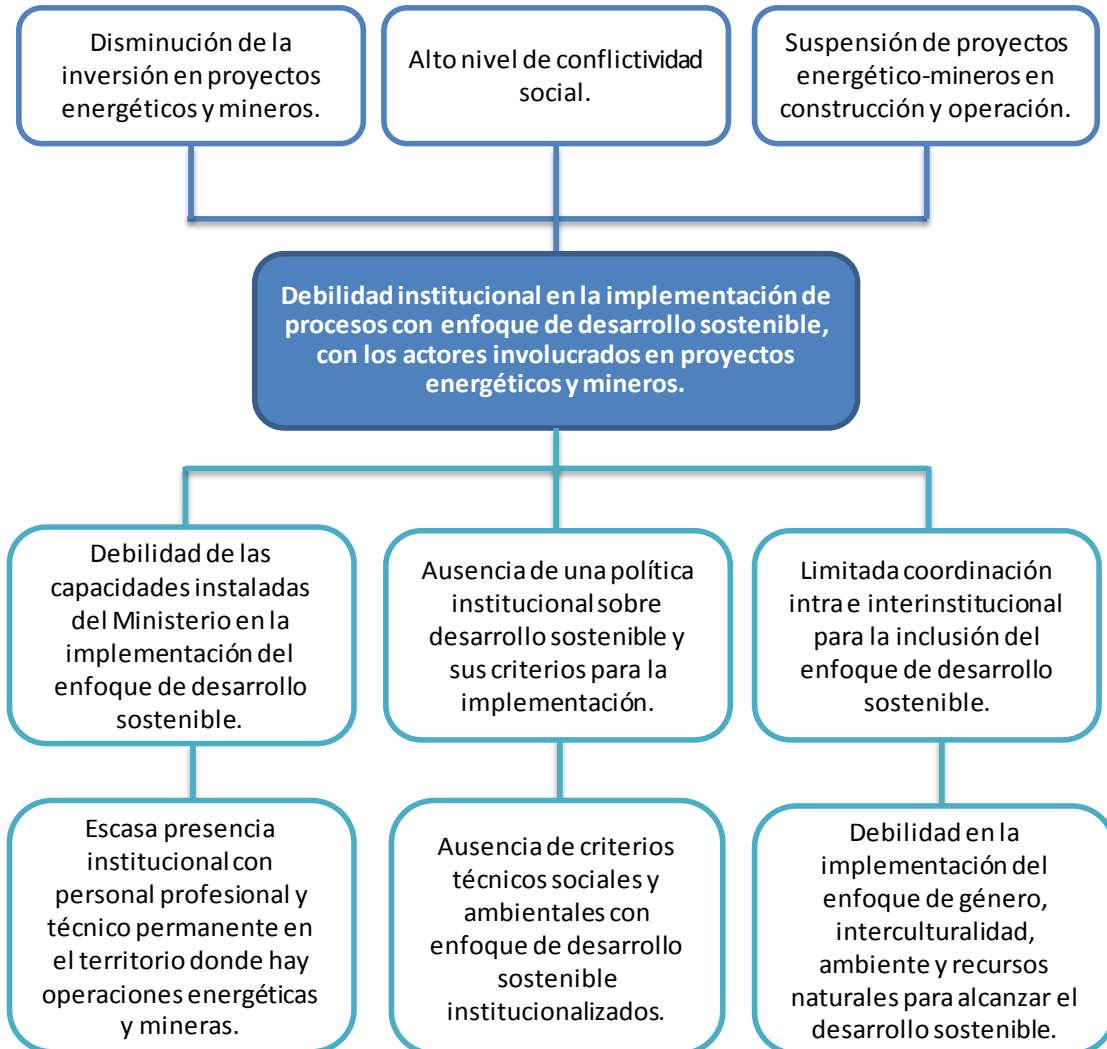 Disminución de la
inversión en proyectos
energéticos y mineros.
Alto nivel de conflictividad
social.
Suspensión de proyectos
energético-mineros en
construcción y operación.
Debilidad institucional en la implementación de
procesos con enfoque de desarrollo sostenible,
con los actores involucrados en proyectos
energéticos y mineros.
Debilidad de las
capacidades instaladas
del Ministerio en la
implementación del
enfoque de desarrollo
sostenible.
Ausencia de una política
institucional sobre
desarrollo sostenible y
sus criterios para la
implementación.
Limitada coordinación
intra e interinstitucional
para la inclusión del
enfoque de desarrollo
sostenible.
Escasa presencia
institucional con
personal profesional y
técnico permanente en
el territorio donde hay
operaciones energéticas
y mineras.
Ausencia de criterios
técnicos sociales y
ambientales con
enfoque de desarrollo
sostenible
institucionalizados.
Debilidad en la
implementación del
enfoque de género,
interculturalidad,
ambiente y recursos
naturales para alcanzar el
desarrollo sostenible.